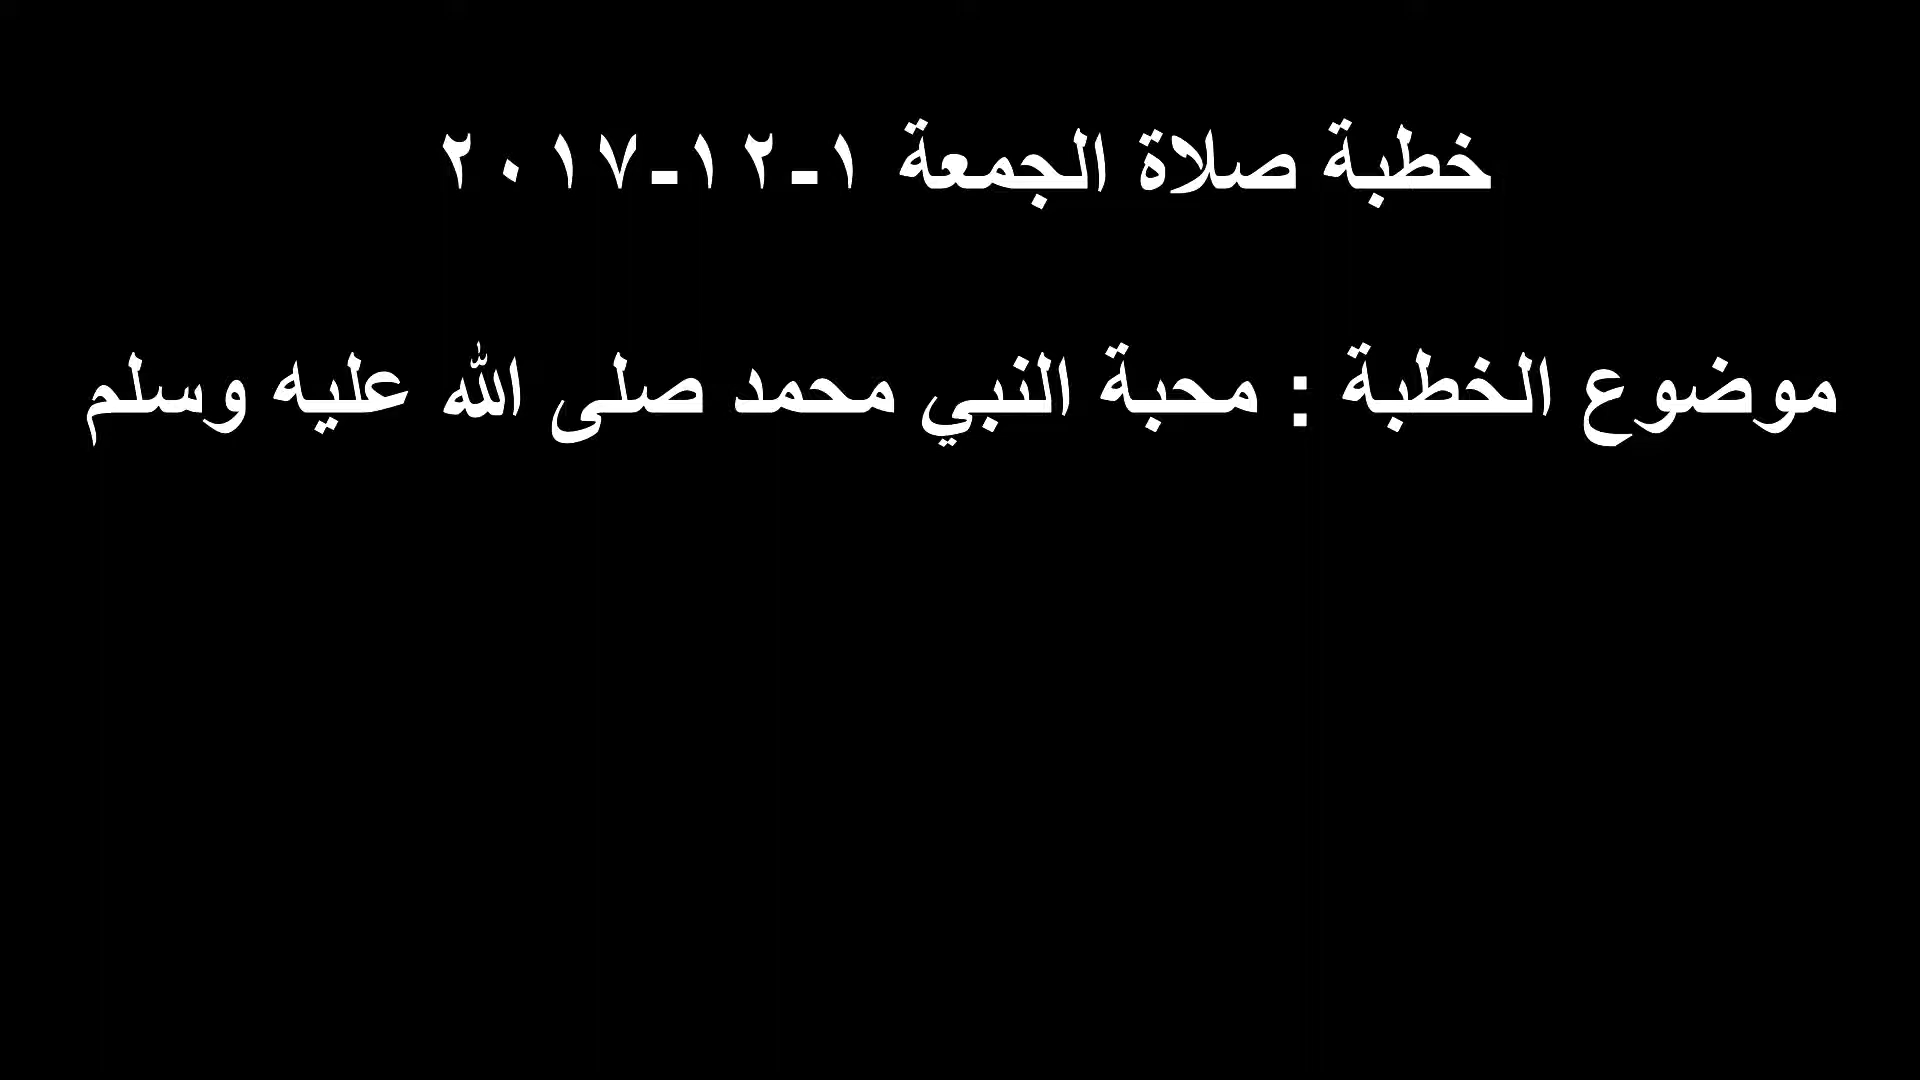 خطبة صلاة الجمعة ١-١٢-٢٠١٧
موضوع الخطبة : محبة النبي محمد صلى الله عليه وسلم